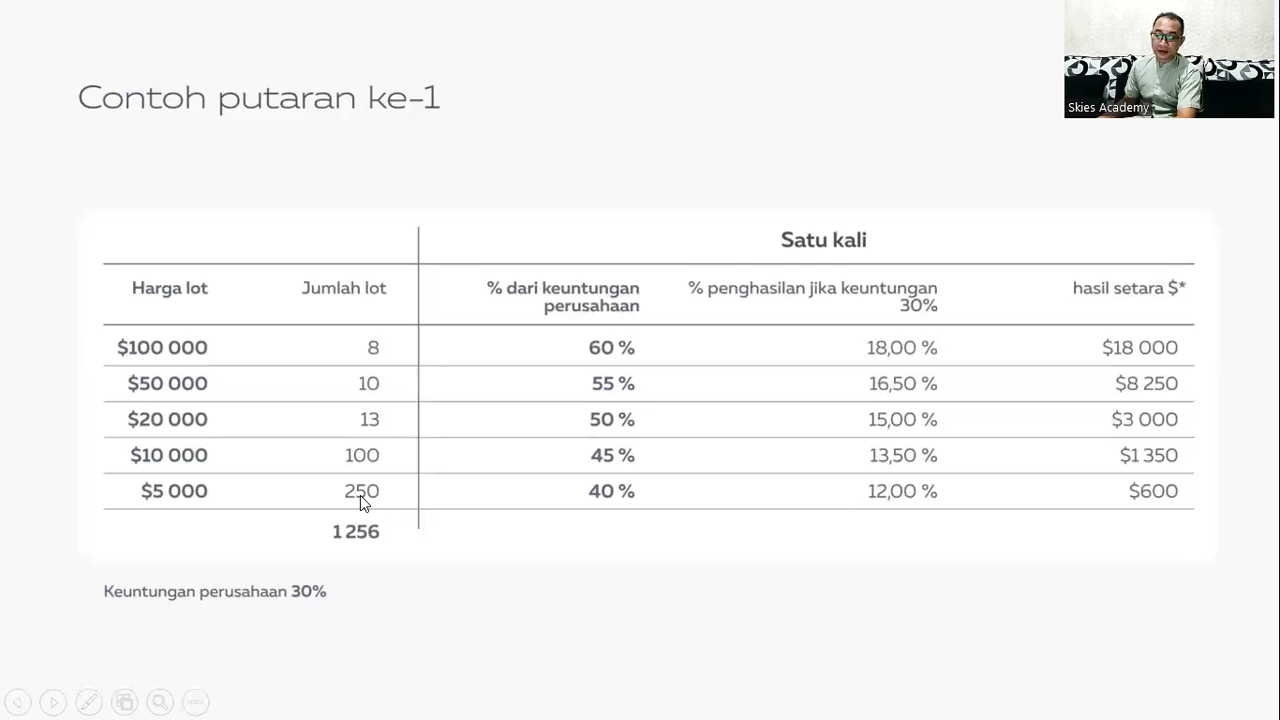 Skies Academy
Contoh putaran ke-1
Satu kali
Harga lot Jumlah lot % dari keuntungan perusahaan % penghasilan jika keuntungan 30% hasil setara $*
$100 000 8 60 % 18,00 % $18 000
$50 000 10 55 % 16,50 % $8 250
$20 000 13 50 % 15,00 % $3 000
$10 000 100 45 % 13,50 % $1 350
$5 000 250 40 % 12,00 % $600
1 256
Keuntungan perusahaan 30%